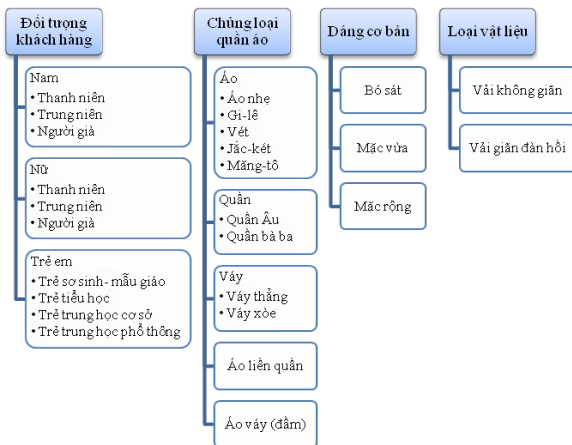 Đối tượng
khách hàng
Nam
• Thanh niên
• Trung niên
• Người già
Nữ
• Thanh niên
• Trung niên
• Người già
Trẻ em
• Trẻ sơ sinh- mẫu giáo
• Trẻ tiểu học
• Trẻ trung học cơ sở
• Trẻ trung học phổ thông
Chủng loại
quần áo
Áo
• Áo nhẹ
• Gi-lê
• Vét
• Jắc-két
• Măng-tô
Quần
• Quần Âu
• Quần bà ba
Váy
• Váy thẳng
• Váy xòe
Áo liền quần
Áo váy (đầm)
Dáng cơ bản
Bó sát
Mặc vừa
Mặc rộng
Loại vật liệu
Vải không giãn
Vải giãn đàn hồi